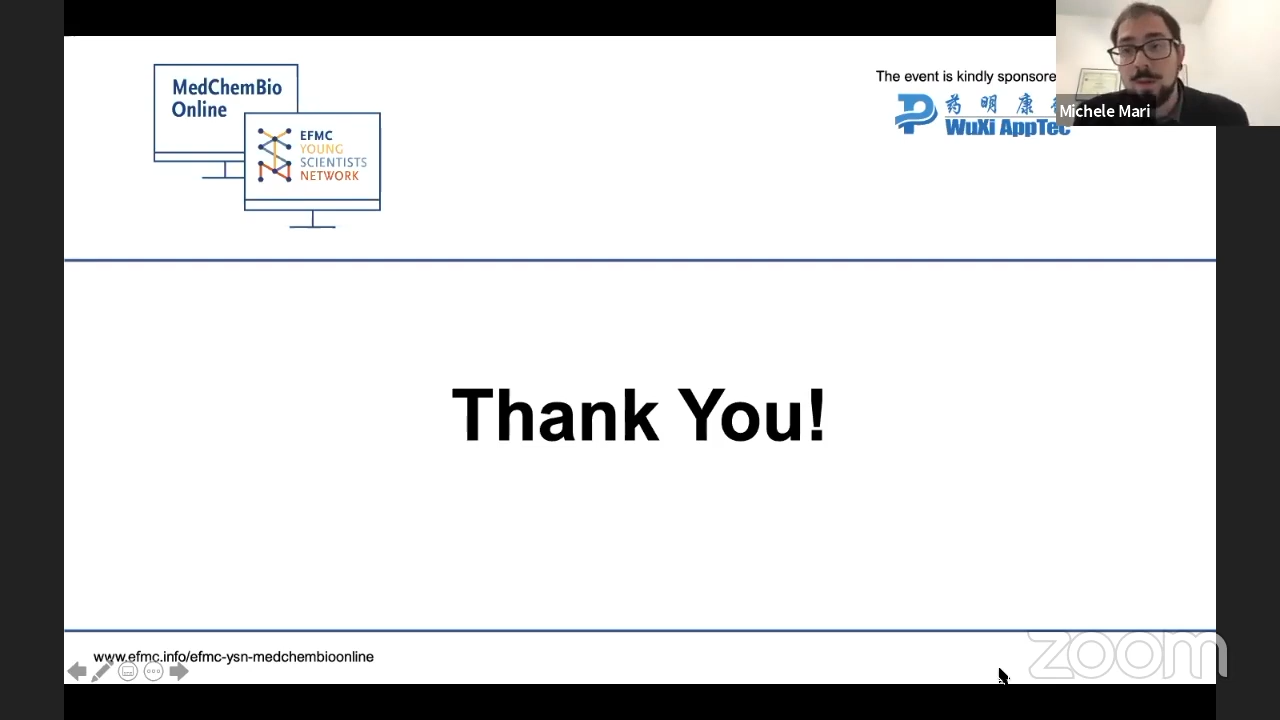 MedChemBio
Online
EFMC
YOUNG
SCIENTISTS
NETWORK
The event is kindly
药明康
WuXi AppTec
Michele Mari
Thank You!
www.efmc.info/efmc-ysn-medchembioonline
zoom